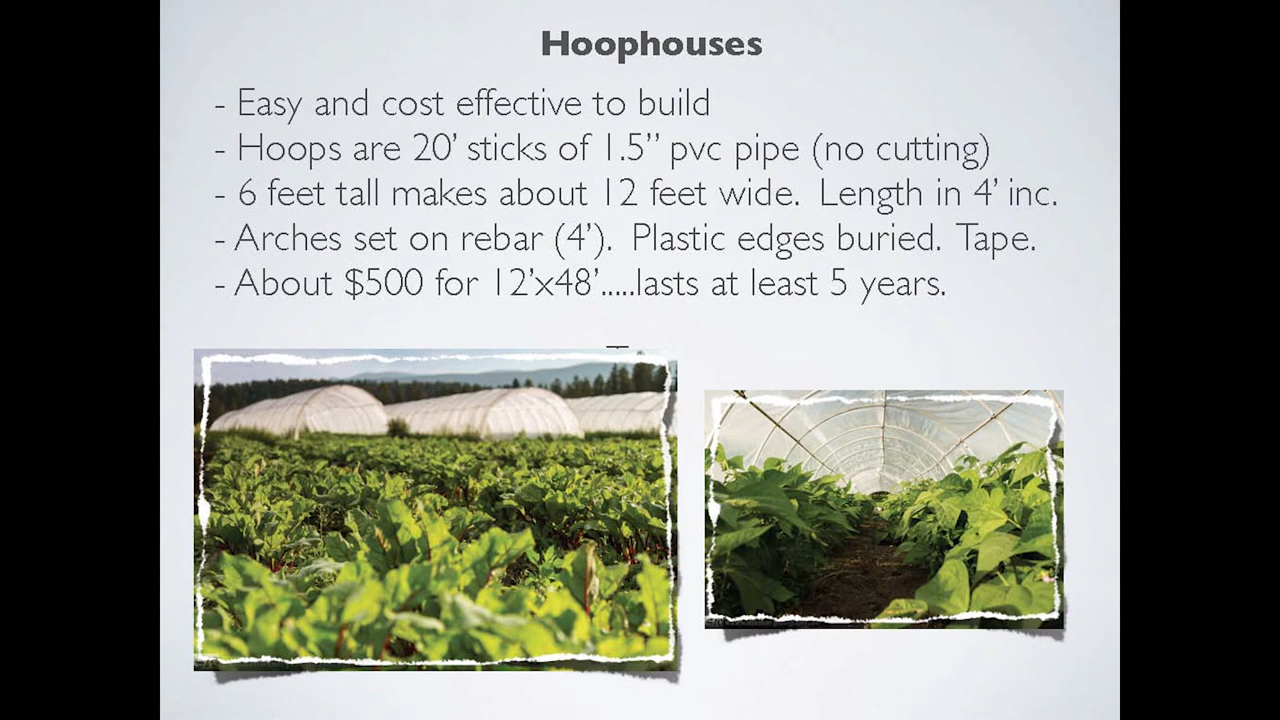 Hoophouses
- Easy and cost effective to build
- Hoops are 20’ sticks of 1.5” pvc pipe (no cutting)
- 6 feet tall makes about 12 feet wide.  Length in 4’ inc.
- Arches set on rebar (4’).  Plastic edges buried.  Tape.
- About $500 for 12’x48’.....lasts at least 5 years.